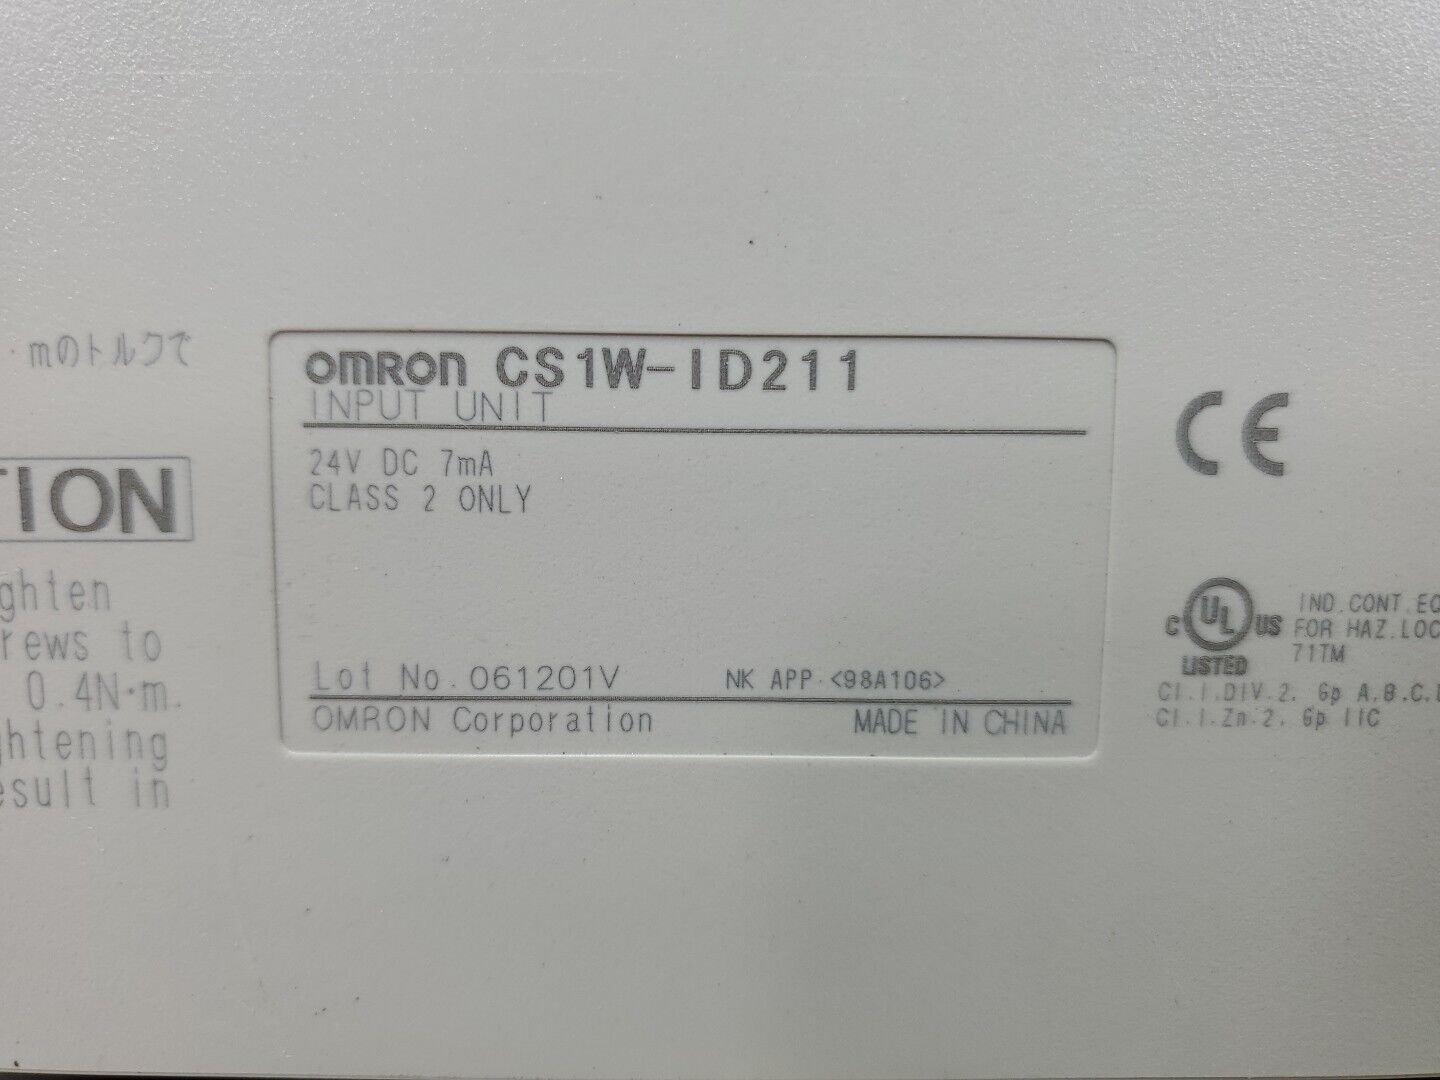 mのトルクで
TION
ghten
rews to
0.4N·m.
ghtening
esult in
omron CS1W-ID211
INPUT UNIT
24V DC 7mA
CLASS 2 ONLY
Lot No. 061201V NK APP.<98A106>
OMRON Corporation MADE IN CHINA
CE
C UL US LISTED
IND.CONT.EQ
FOR HAZ.LOC
71TM
Cl.I.DIV.2. Gp A.B.C.D
Cl.I.Zn.2. Gp IIC